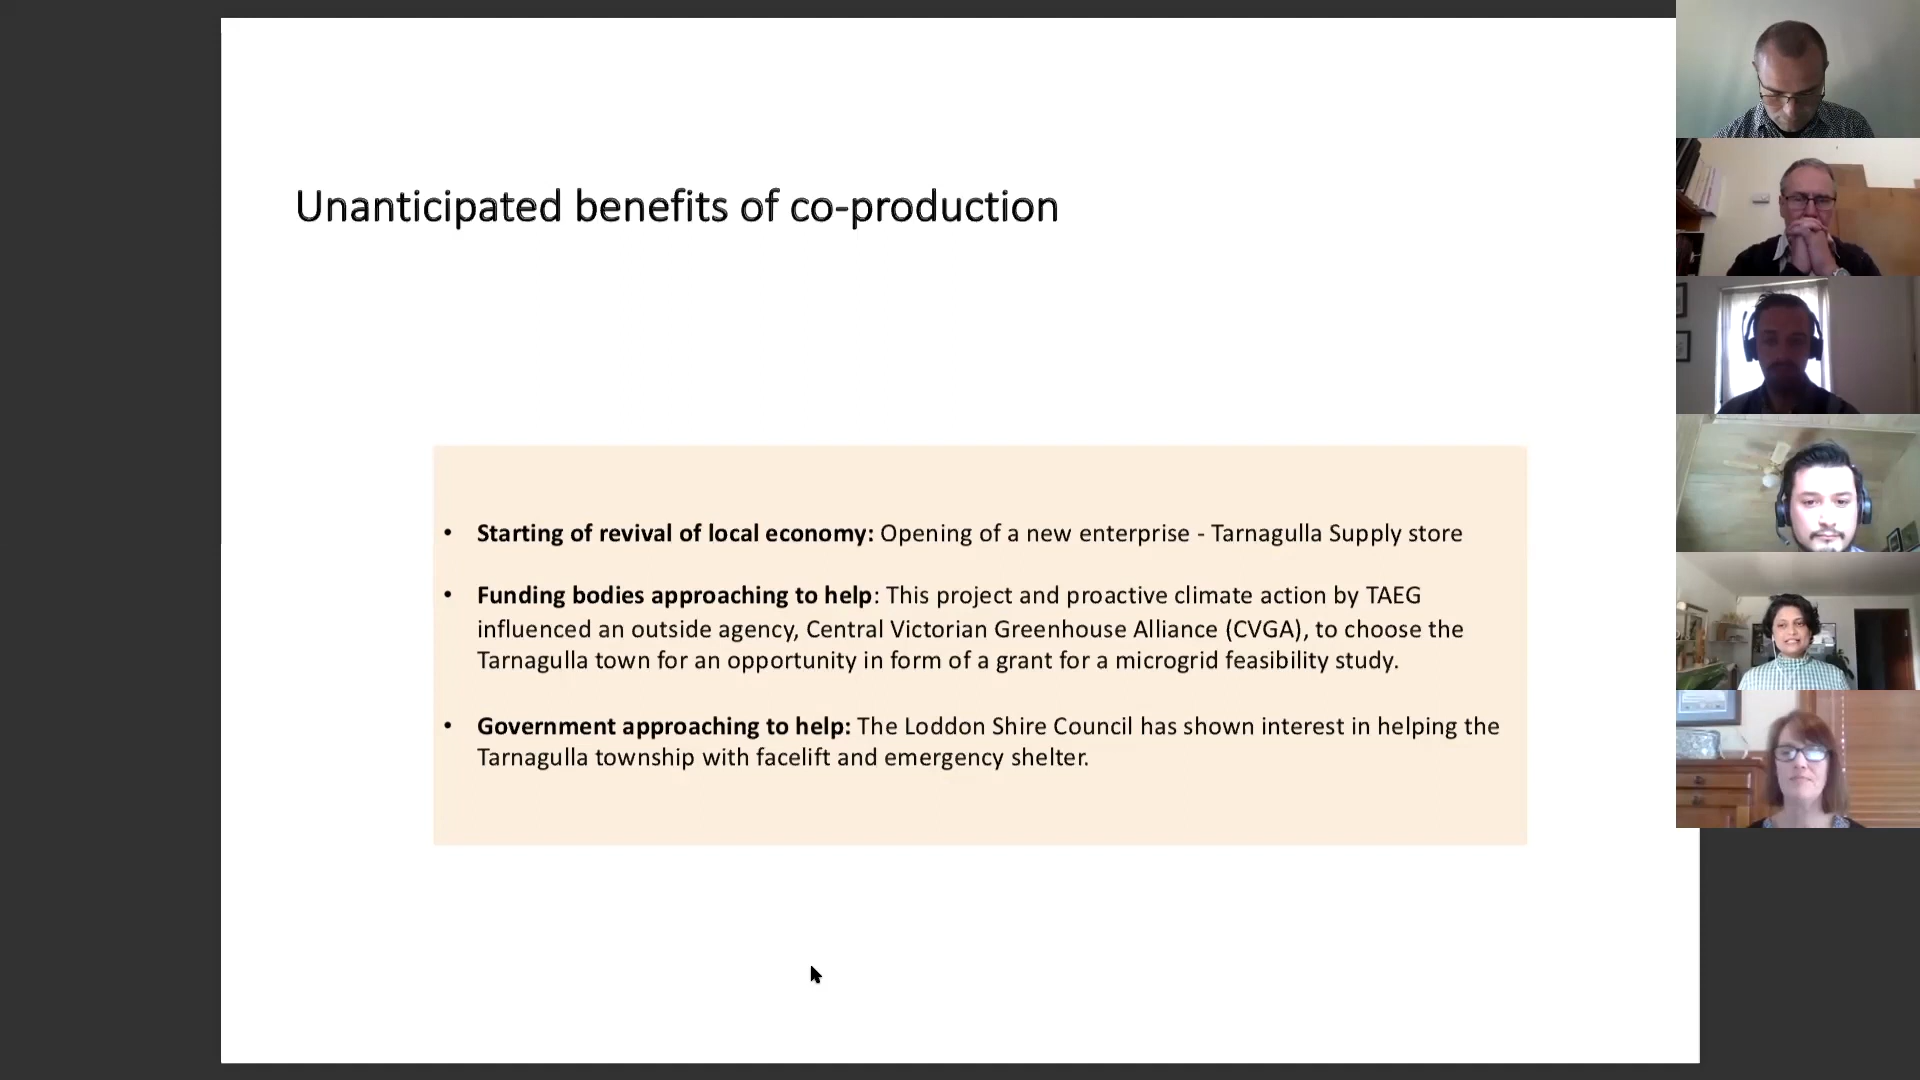 Unanticipated benefits of co-production
• Starting of revival of local economy: Opening of a new enterprise - Tarnagulla Supply store
• Funding bodies approaching to help: This project and proactive climate action by TAEG
influenced an outside agency, Central Victorian Greenhouse Alliance (CVGA), to choose the
Tarnagulla town for an opportunity in form of a grant for a microgrid feasibility study.
• Government approaching to help: The Loddon Shire Council has shown interest in helping the
Tarnagulla township with facelift and emergency shelter.